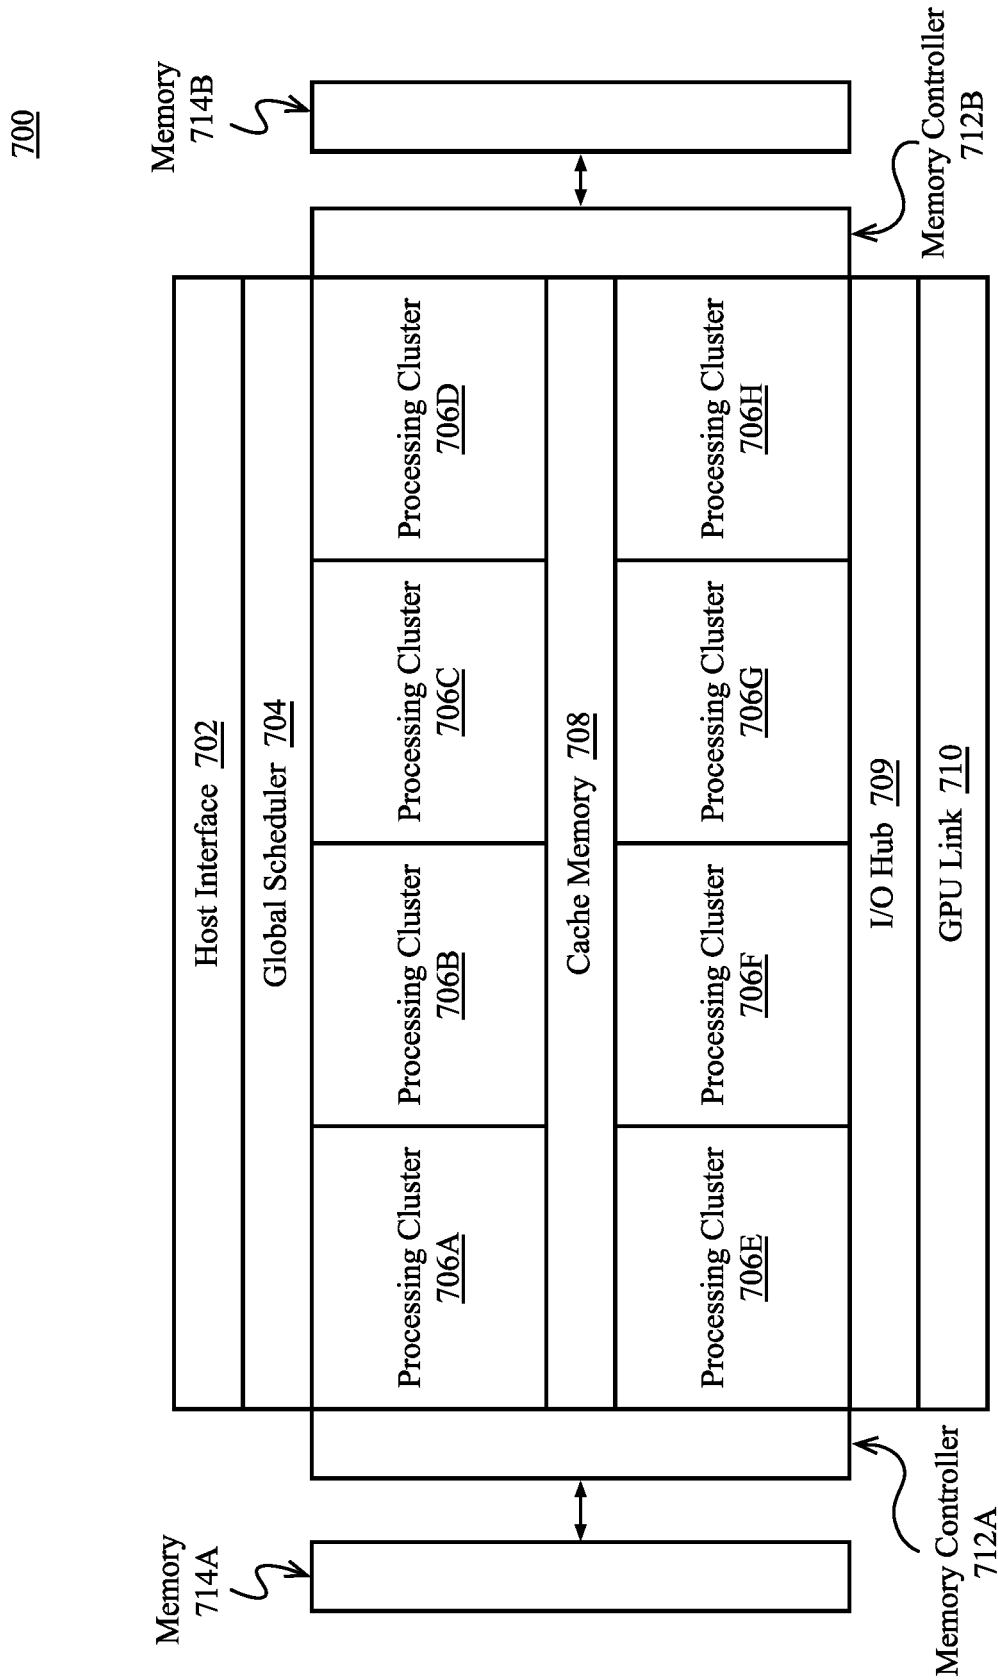 700
Memory
714A
Memory
714B
Host Interface 702
Global Scheduler 704
Processing Cluster
706A
Processing Cluster
706B
Processing Cluster
706C
Processing Cluster
706D
Cache Memory 708
Processing Cluster
706E
Processing Cluster
706F
Processing Cluster
706G
Processing Cluster
706H
I/O Hub 709
GPU Link 710
Memory Controller
712A
Memory Controller
712B